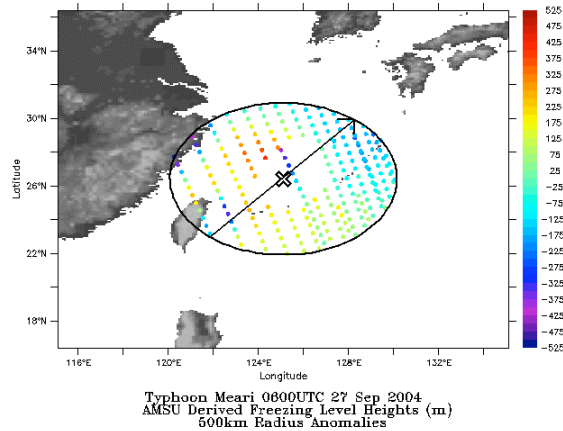 34°N
30°N
26°N
22°N
18°N
Latitude
116°E
120°E
124°E
128°E
132°E
Longitude
525
475
425
375
325
275
225
175
125
75
25
-25
-75
-125
-175
-225
-275
-325
-375
-425
-475
-525
Typhoon Meari 0600UTC 27 Sep 2004
AMSU Derived Freezing Level Heights (m)
500km Radius Anomalies